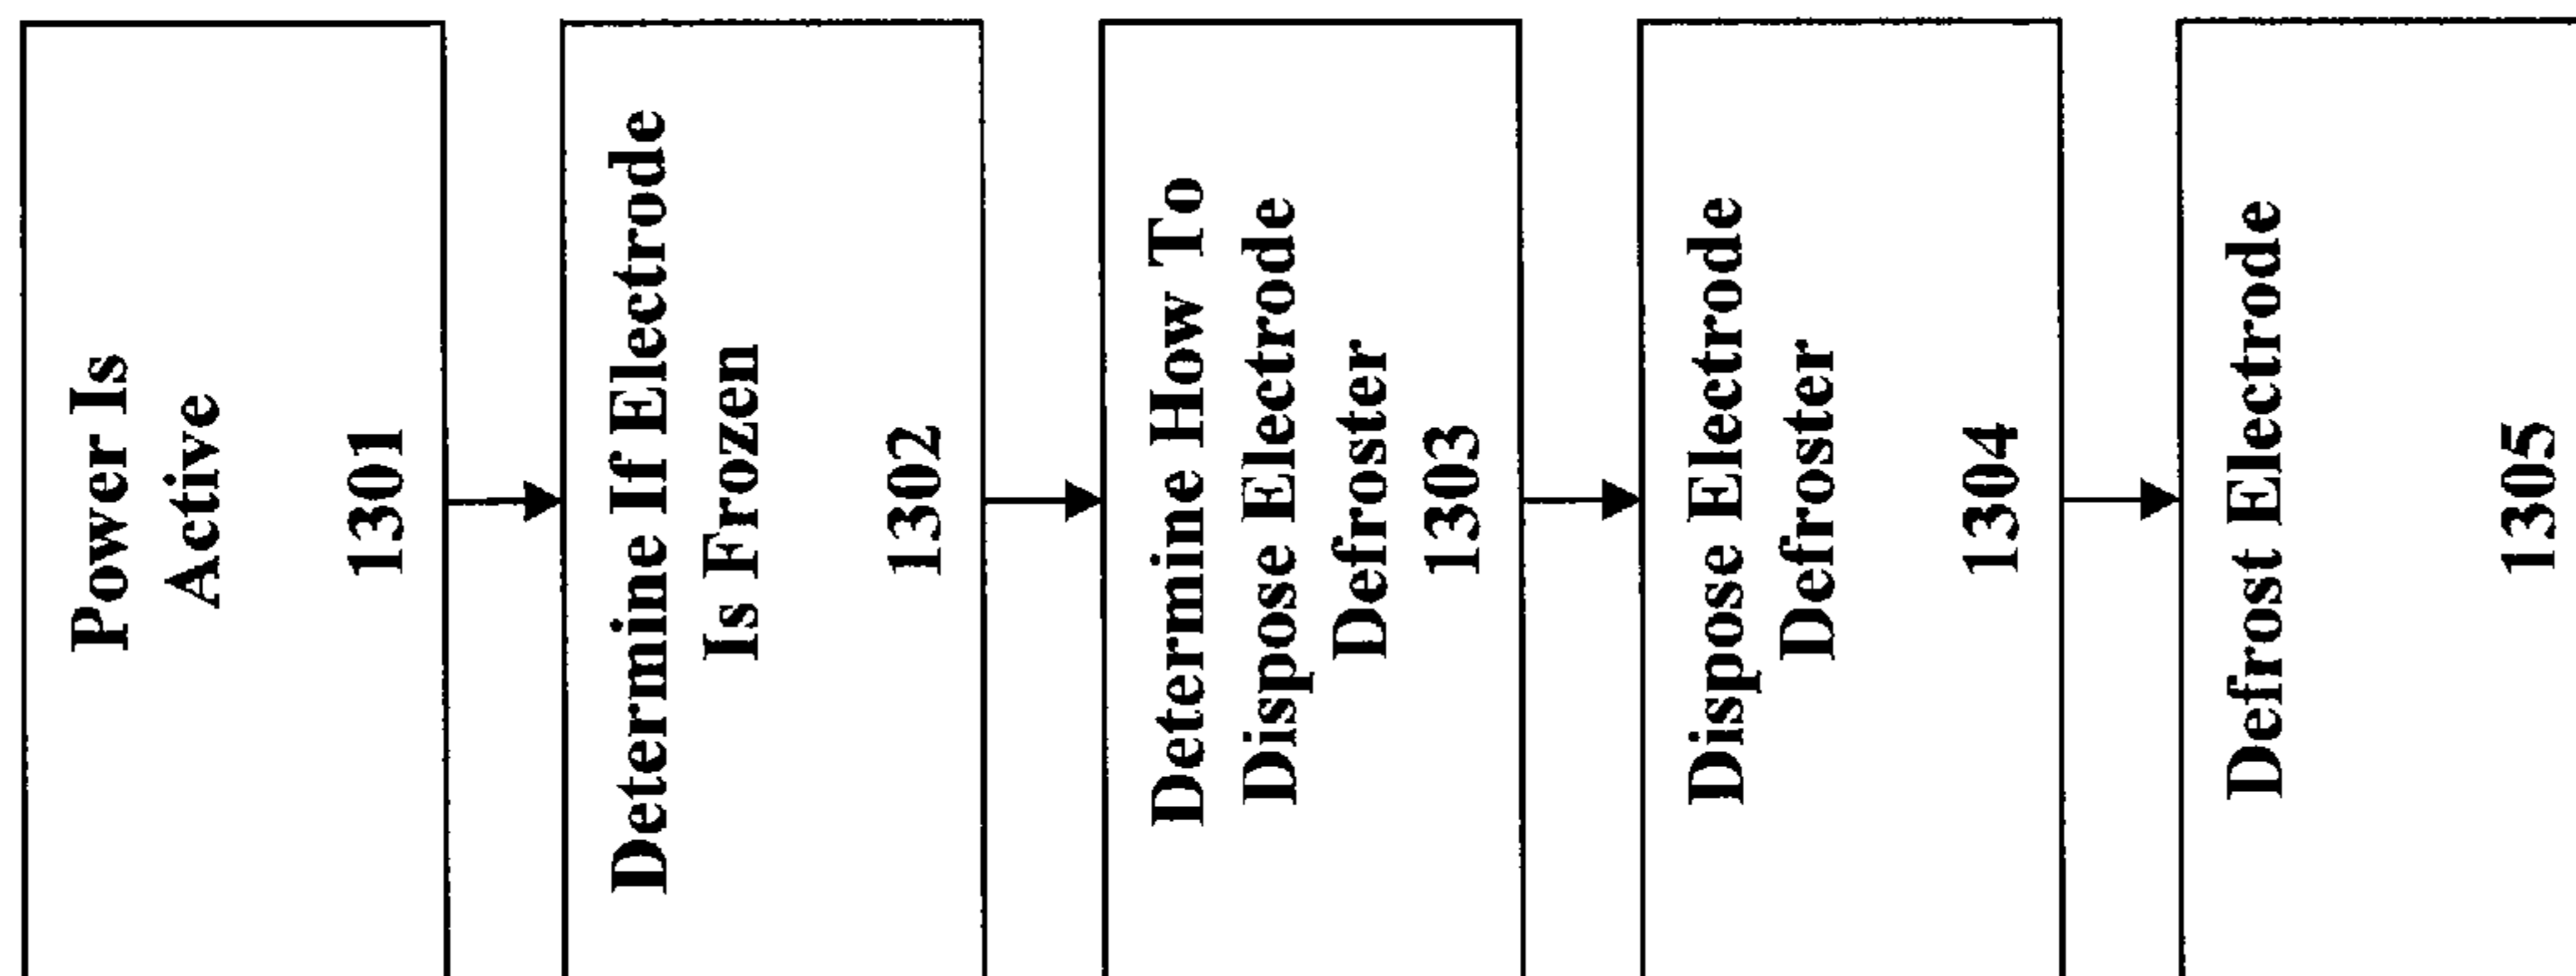 Power Is
Active
1301
Determine If Electrode
Is Frozen
1302
Determine How To
Dispose Electrode
Defroster
1303
Dispose Electrode
Defroster
1304
Defrost Electrode
1305